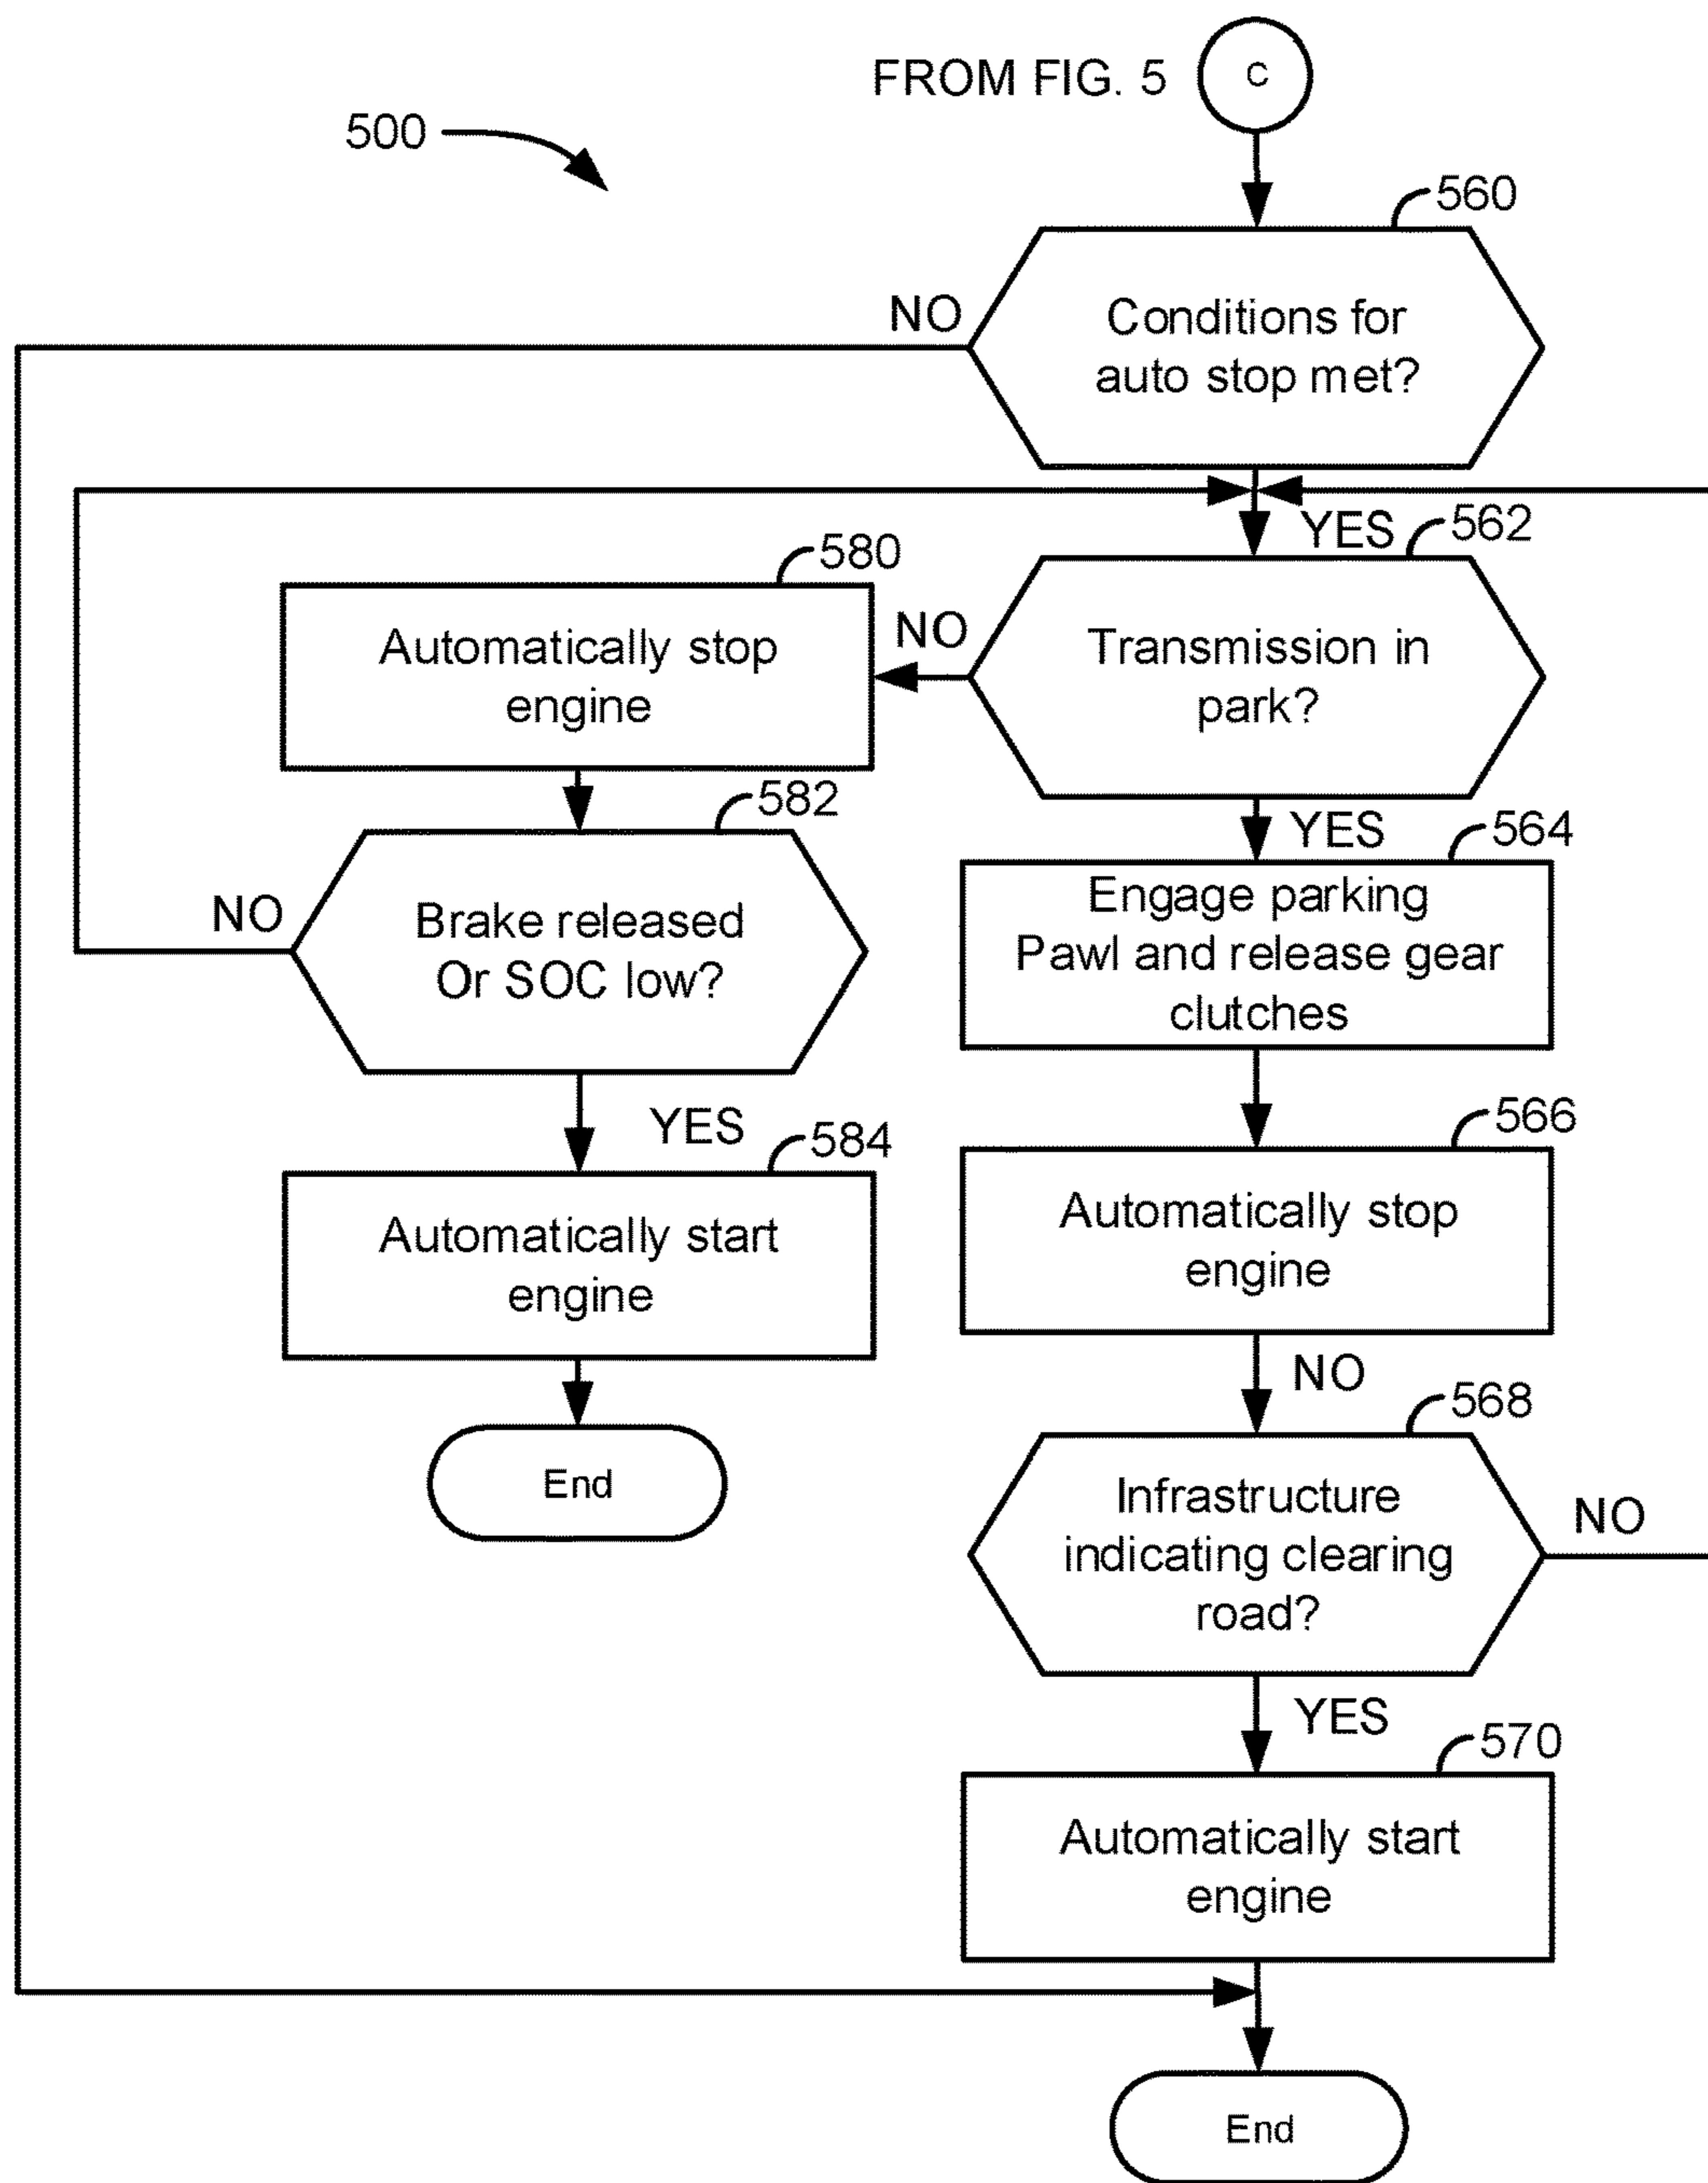 FROM FIG. 5
C
500
560
NO
Conditions for
auto stop met?
YES
562
580
NO
Automatically stop
engine
Transmission in
park?
582
YES
564
NO
Brake released
Or SOC low?
Engage parking
Pawl and release gear
clutches
YES
584
566
Automatically start
engine
Automatically stop
engine
NO
568
End
Infrastructure
indicating clearing
road?
NO
YES
570
Automatically start
engine
End